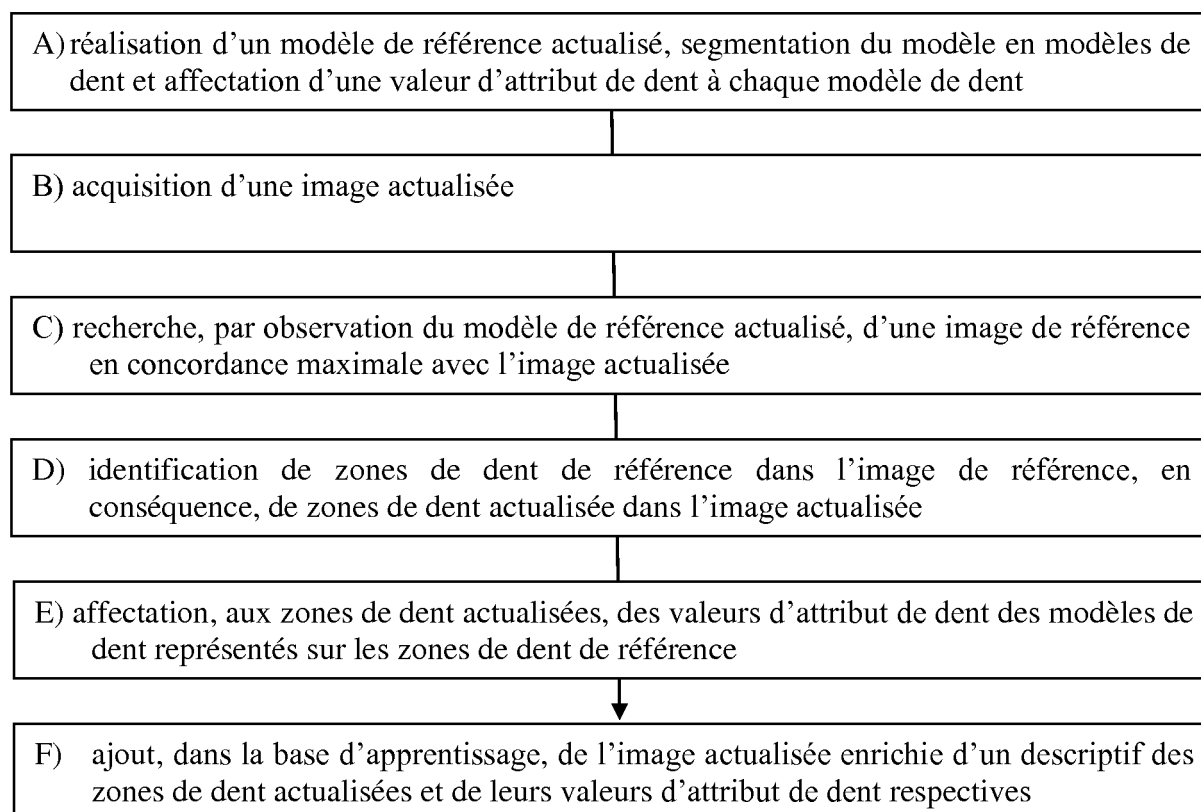 A) réalisation d’un modèle de référence actualisé, segmentation du modèle en modèles de
dent et affectation d’une valeur d’attribut de dent à chaque modèle de dent
B) acquisition d’une image actualisée
C) recherche, par observation du modèle de référence actualisé, d’une image de référence
en concordance maximale avec l’image actualisée
D) identification de zones de dent de référence dans l’image de référence, en
conséquence, de zones de dent actualisée dans l’image actualisée
E) affectation, aux zones de dent actualisées, des valeurs d’attribut de dent des modèles de
dent représentés sur les zones de dent de référence
F) ajout, dans la base d’apprentissage, de l’image actualisée enrichie d’un descriptif des
zones de dent actualisées et de leurs valeurs d’attribut de dent respectives